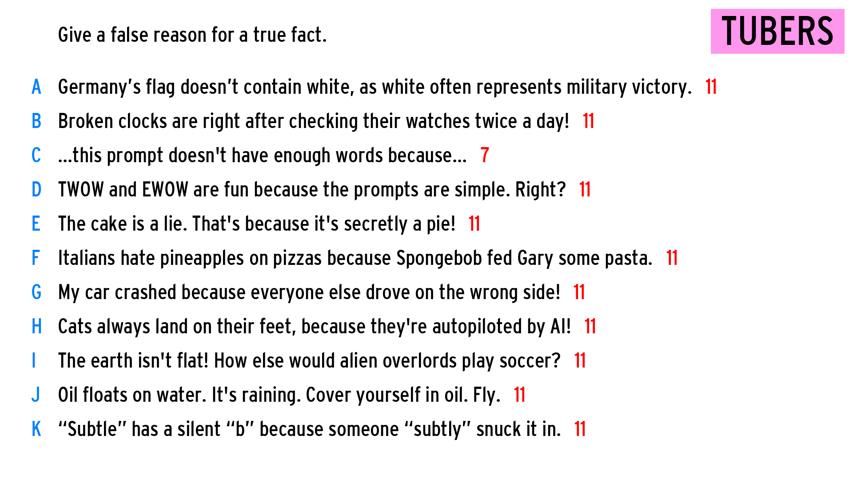 Give a false reason for a true fact.
TUBERS
A Germany's flag doesn't contain white, as white often represents military victory. 11
B Broken clocks are right after checking their watches twice a day! 11
C ...this prompt doesn't have enough words because... 7
D TWOW and EWOW are fun because the prompts are simple. Right? 11
E The cake is a lie. That's because it's secretly a pie! 11
F Italians hate pineapples on pizzas because Spongebob fed Gary some pasta. 11
G My car crashed because everyone else drove on the wrong side! 11
H Cats always land on their feet, because they're autopiloted by AI! 11
I The earth isn't flat! How else would alien overlords play soccer? 11
J Oil floats on water. It's raining. Cover yourself in oil. Fly. 11
K “Subtle” has a silent “b” because someone “subtly” snuck it in. 11